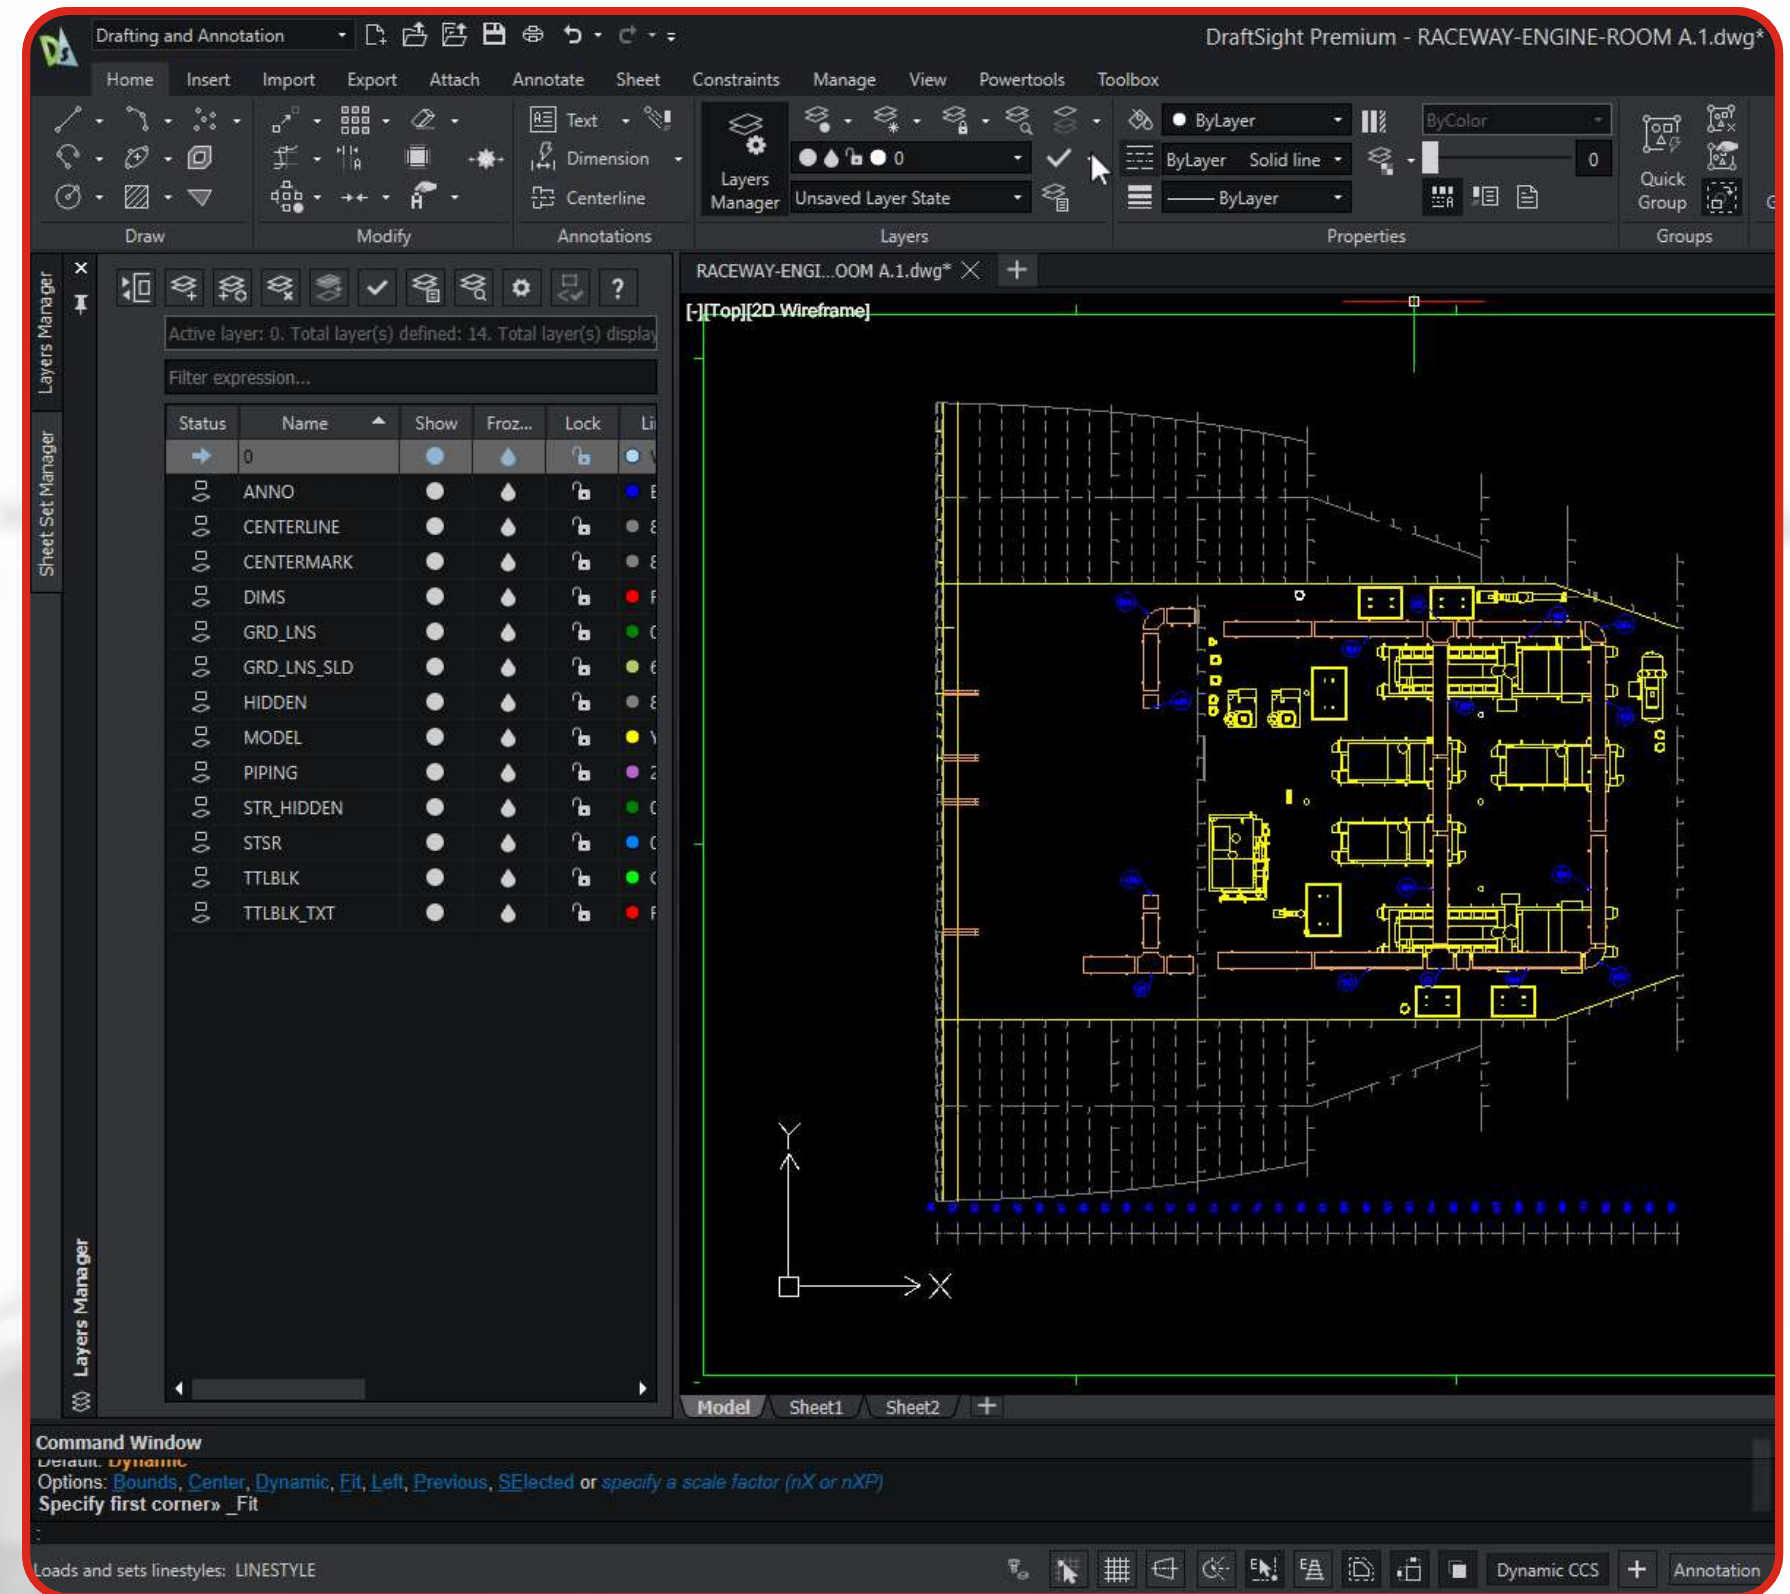 Drafting and Annotation
DraftSight Premium - RACEWAY-ENGINE-ROOM A.1.dwg*
Home Insert Import Export Attach Annotate Sheet Constraints Manage View Powertools Toolbox
Text
Dimension
Centerline
Layers
Manager
0
Unsaved Layer State
ByLayer
ByLayer Solid line
ByLayer
ByColor
0
Quick
Group
Draw Modify Annotations Layers Properties Groups
Layers Manager
Sheet Set Manager
Layers Manager
RACEWAY-ENGI...OOM A.1.dwg*
[-][Top][2D Wireframe]
Active layer: 0. Total layer(s) defined: 14. Total layer(s) display
Filter expression...
Status Name Show Froz... Lock Li
0
ANNO
CENTERLINE
CENTERMARK
DIMS
GRD_LNS
GRD_LNS_SLD
HIDDEN
MODEL
PIPING
STR_HIDDEN
STSR
TTLBLK
TTLBLK_TXT
Y
X
Model Sheet1 Sheet2
Command Window
Default: Dynamic
Options: Bounds, Center, Dynamic, Fit, Left, Previous, SElected or specify a scale factor (nX or nXP)
Specify first corner» _Fit
:
Loads and sets linestyles: LINESTYLE
Dynamic CCS
Annotation